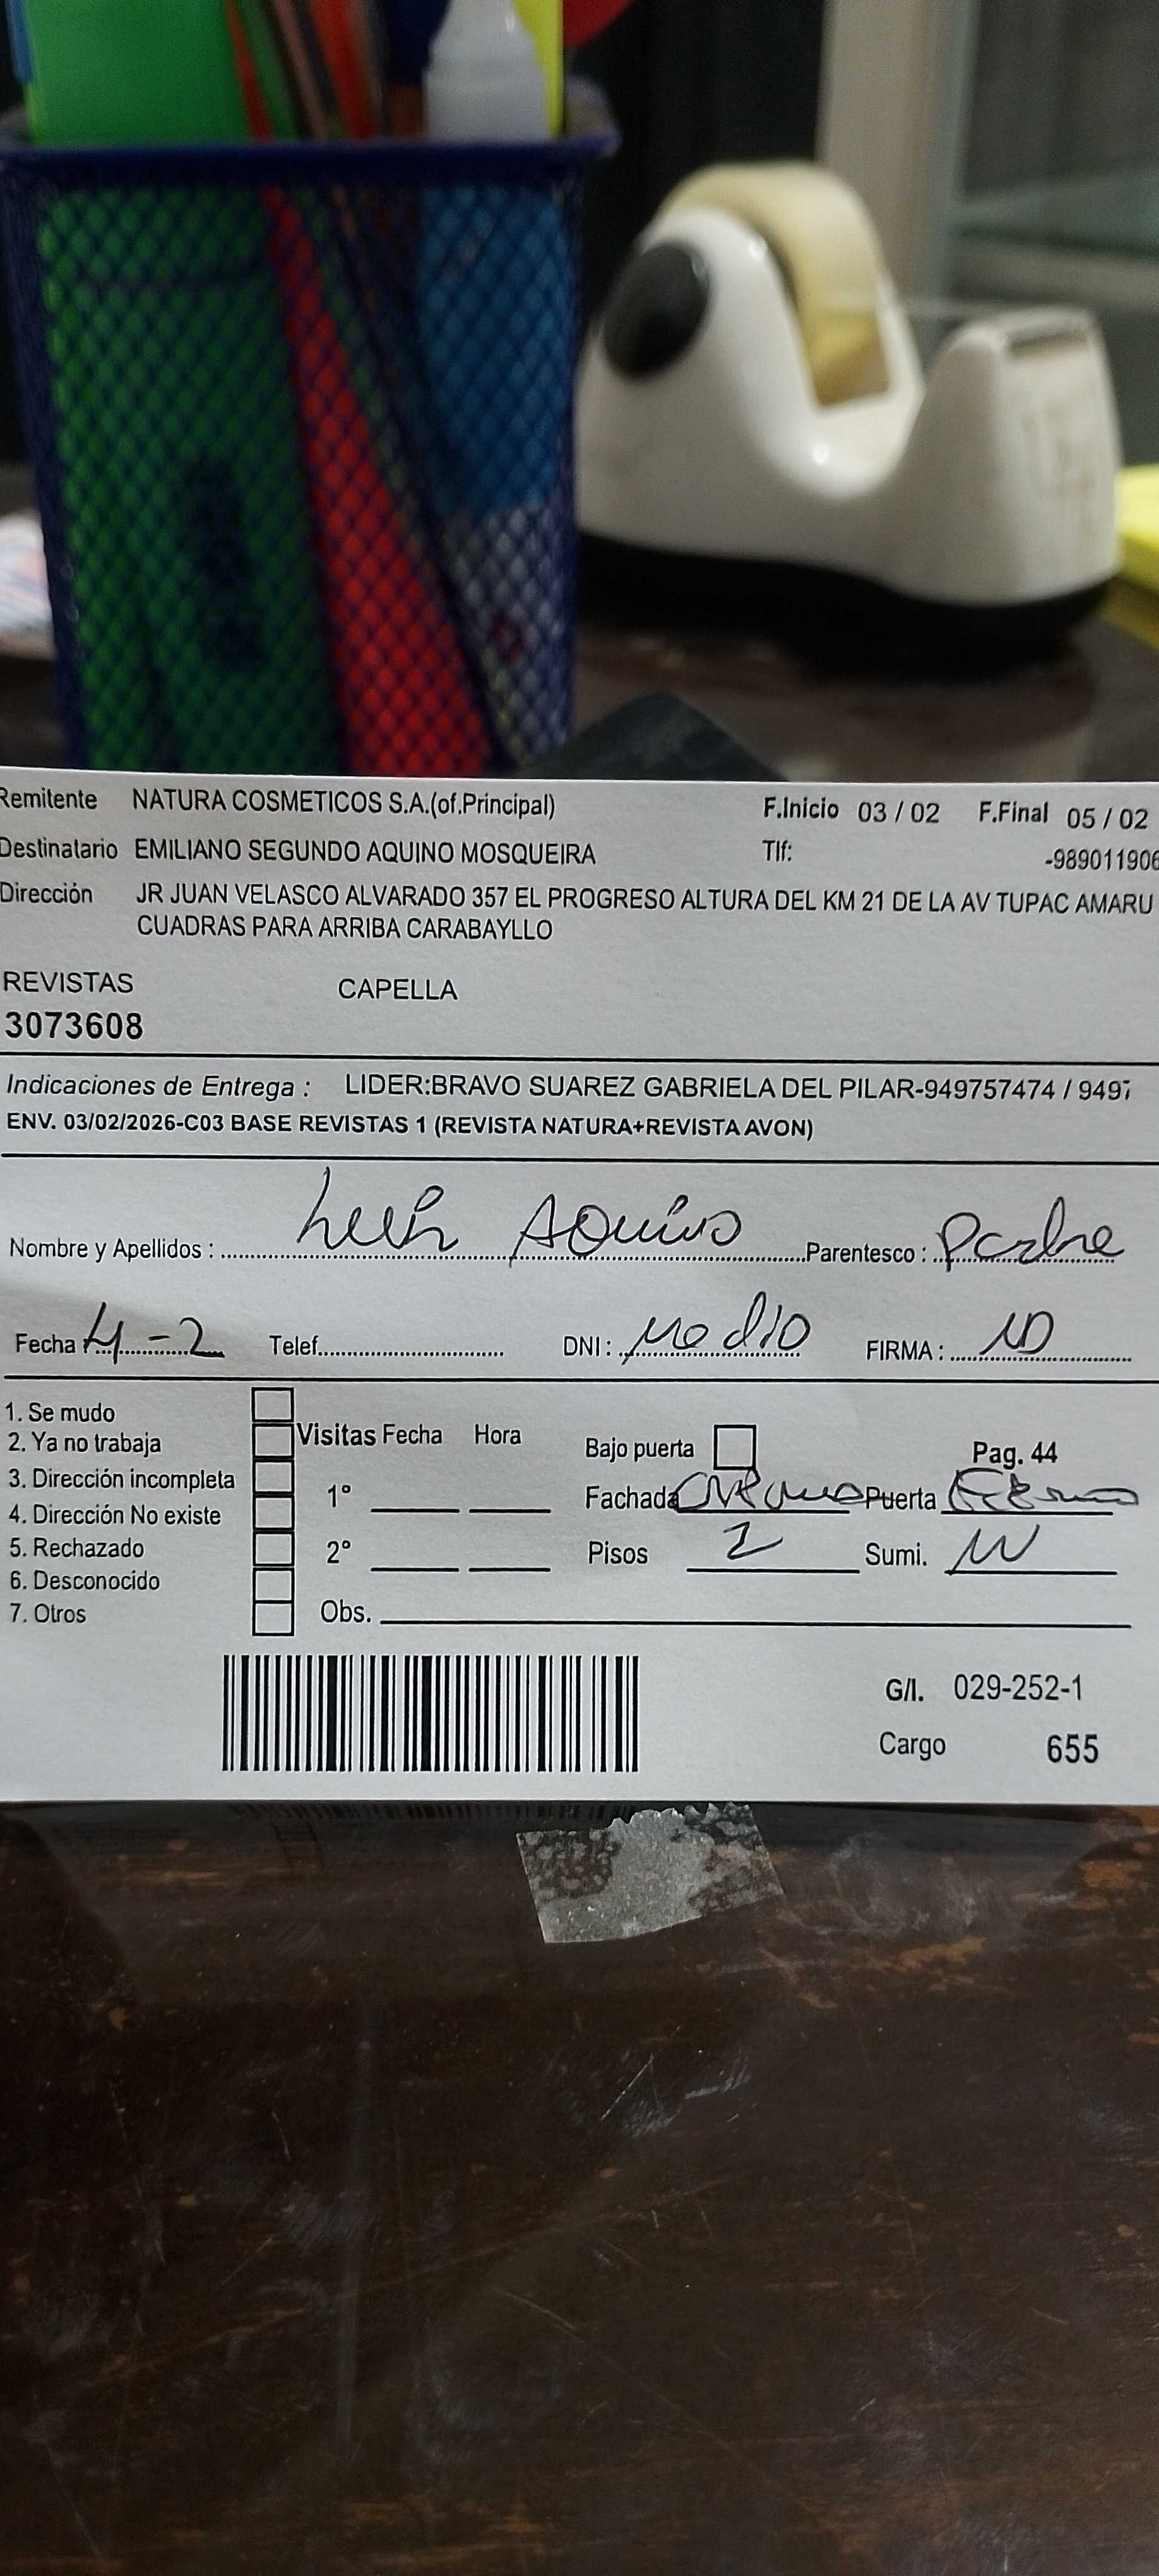 Remitente NATURA COSMETICOS S.A.(of.Principal) F.Inicio 03 / 02 F.Final 05 / 02
Destinatario EMILIANO SEGUNDO AQUINO MOSQUEIRA Tlf: -989011906
Dirección JR JUAN VELASCO ALVARADO 357 EL PROGRESO ALTURA DEL KM 21 DE LA AV TUPAC AMARU
CUADRAS PARA ARRIBA CARABAYLLO
REVISTAS CAPELLA
3073608
Indicaciones de Entrega : LIDER:BRAVO SUAREZ GABRIELA DEL PILAR-949757474 / 9497
ENV. 03/02/2026-C03 BASE REVISTAS 1 (REVISTA NATURA+REVISTA AVON)
Nombre y Apellidos : Aquino Parentesco : Padre
Fecha : 4-2 Telef. DNI : No dio FIRMA : ND
1. Se mudo
2. Ya no trabaja Visitas Fecha Hora Bajo puerta Pag. 44
3. Dirección incompleta 1° Fachada Puerta
4. Dirección No existe
5. Rechazado 2° Pisos 2 Sumi.
6. Desconocido
7. Otros Obs.
G/I. 029-252-1
Cargo 655